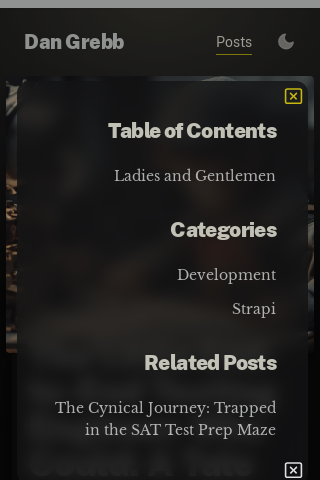 Dan Grebb
Posts
Table of Contents
Ladies and Gentlemen
Categories
Development
Strapi
Related Posts
The Cynical Journey: Trapped
in the SAT Test Prep Maze